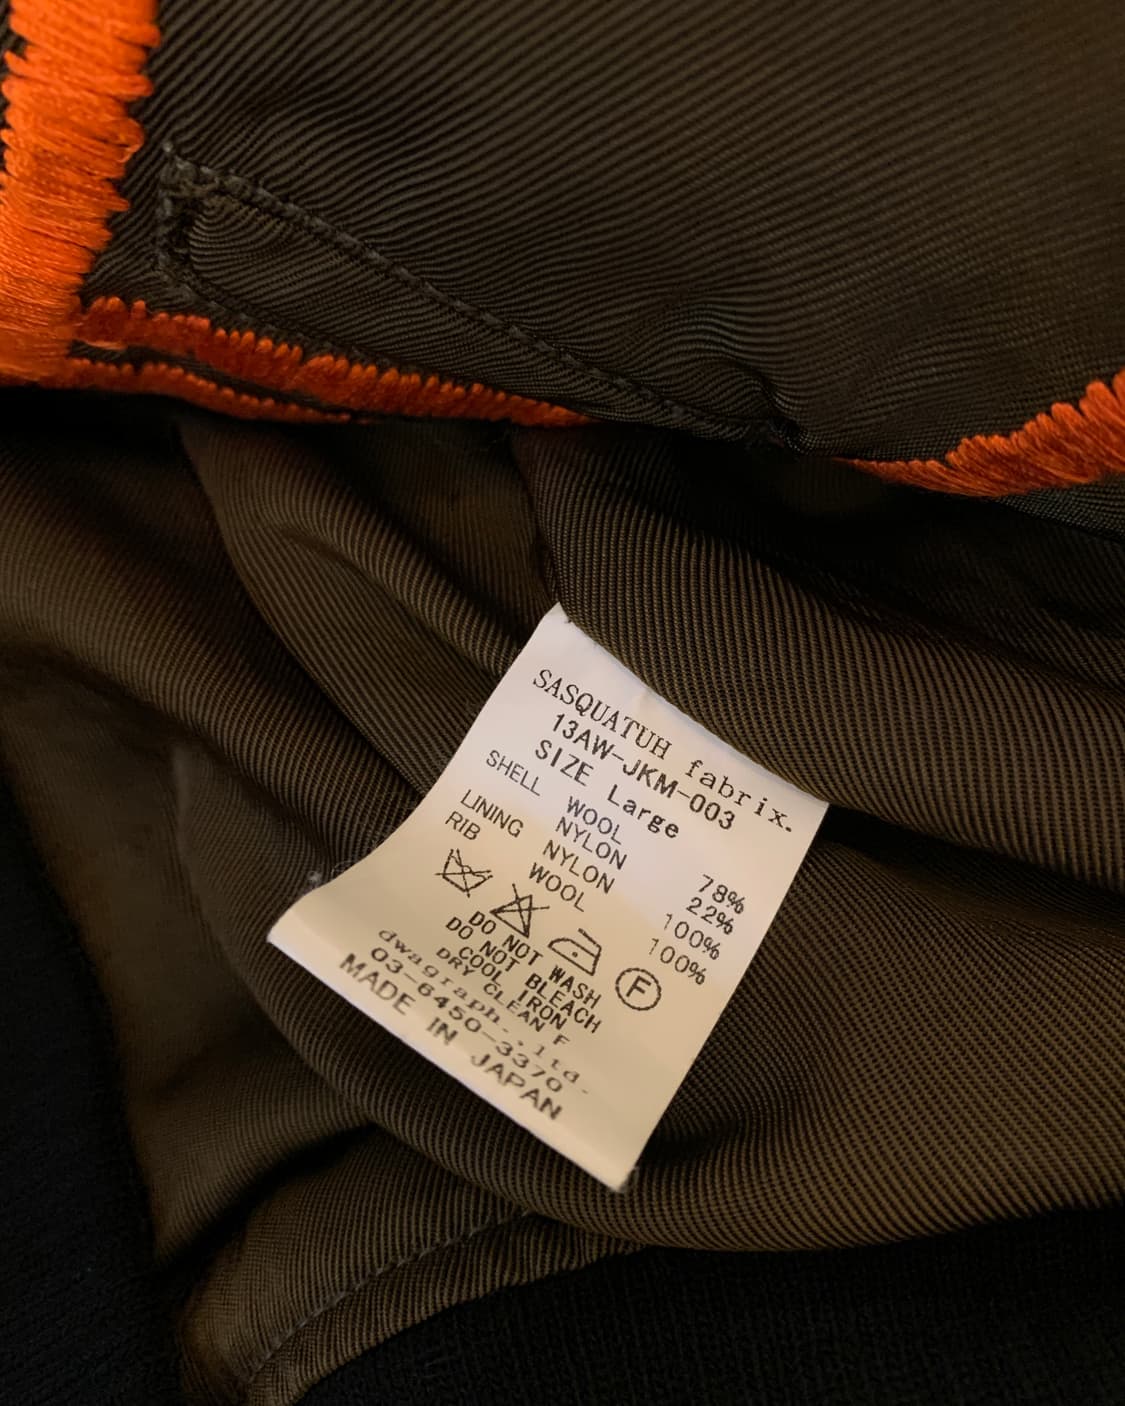 SASQUATUH fabrix.
13AW-JKM-003
SIZE Large
SHELL WOOL 78%
NYLON 22%
LINING NYLON 100%
RIB WOOL 100%
F
DO NOT WASH
DO NOT BLEACH
COOL IRON
DRY CLEAN F
dwagraph.,ltd.
03-6450-3370
MADE IN JAPAN